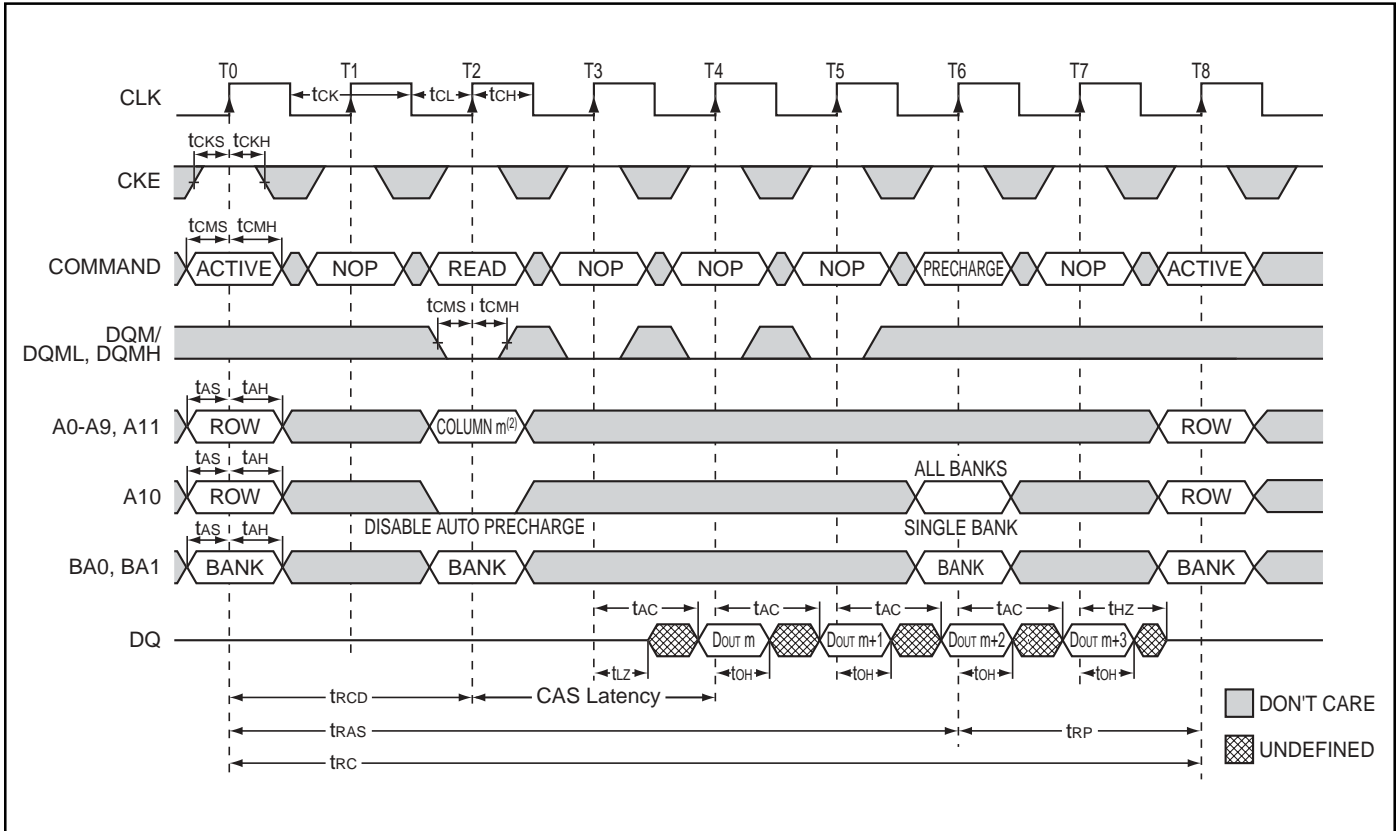 T0 T1 T2 T3 T4 T5 T6 T7 T8
CLK tCK tCL tCH
tCKS tCKH
CKE
tCMS tCMH
COMMAND ACTIVE NOP READ NOP NOP NOP PRECHARGE NOP ACTIVE
tCMS tCMH
DQM/
DQML, DQMH
tAS tAH
A0-A9, A11 ROW COLUMN m(2) ROW
tAS tAH ALL BANKS
A10 ROW ROW
DISABLE AUTO PRECHARGE SINGLE BANK
tAS tAH
BA0, BA1 BANK BANK BANK BANK
tAC tAC tAC tAC tHZ
DQ DOUT m DOUT m+1 DOUT m+2 DOUT m+3
tLZ tOH tOH tOH tOH
tRCD CAS Latency
DON'T CARE
tRAS tRP
UNDEFINED
tRC